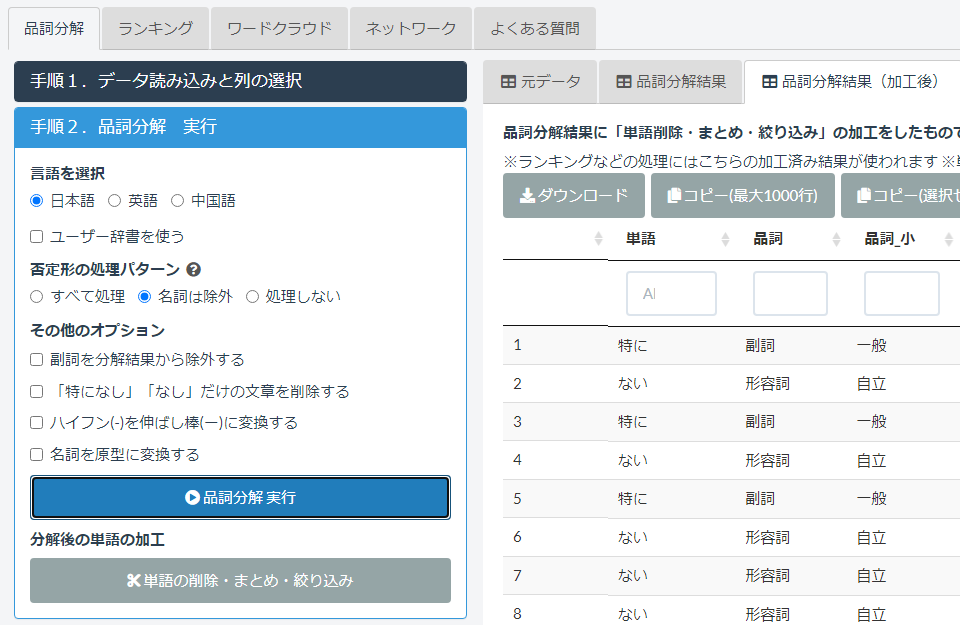 品詞分解 ランキング ワードクラウド ネットワーク よくある質問
手順１．データ読み込みと列の選択
手順２．品詞分解　実行
言語を選択
日本語 英語 中国語
ユーザー辞書を使う
否定形の処理パターン
すべて処理 名詞は除外 処理しない
その他のオプション
副詞を分解結果から除外する
「特になし」「なし」だけの文章を削除する
ハイフン(-)を伸ばし棒(ー)に変換する
名詞を原型に変換する
品詞分解 実行
分解後の単語の加工
単語の削除・まとめ・絞り込み
元データ 品詞分解結果 品詞分解結果（加工後）
品詞分解結果に「単語削除・まとめ・絞り込み」の加工をしたもので
※ランキングなどの処理にはこちらの加工済み結果が使われます ※
ダウンロード コピー(最大1000行) コピー(選択
単語 品詞 品詞_小
Al
1 特に 副詞 一般
2 ない 形容詞 自立
3 特に 副詞 一般
4 ない 形容詞 自立
5 特に 副詞 一般
6 ない 形容詞 自立
7 ない 形容詞 自立
8 ない 形容詞 自立